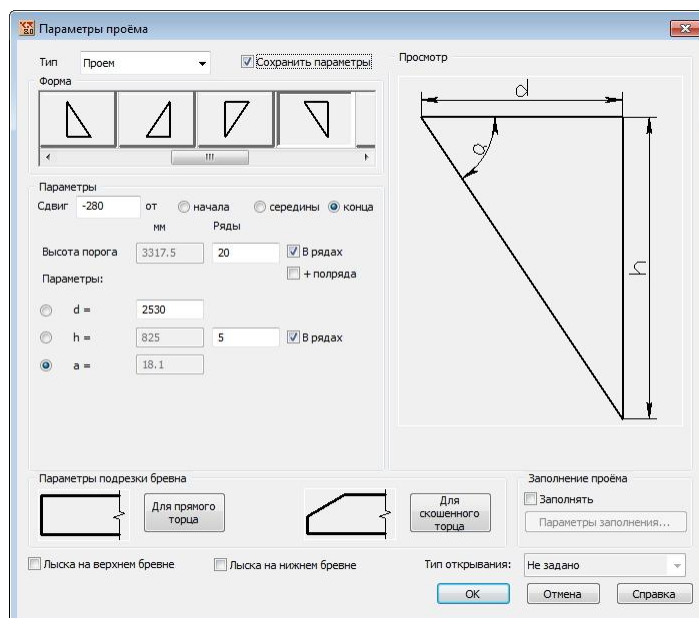 Параметры проёма
Тип Проем Сохранить параметры
Форма
Просмотр
d
a
h
Параметры
Сдвиг -280 от начала середины конца
мм Ряды
Высота порога 3317.5 20 В рядах
+ полряда
Параметры:
d = 2530
h = 825 5 В рядах
a = 18.1
Параметры подрезки бревна
Для прямого торца
Для скошенного торца
Заполнение проёма
Заполнять
Параметры заполнения...
Лыска на верхнем бревне Лыска на нижнем бревне Тип открывания: Не задано
OK Отмена Справка